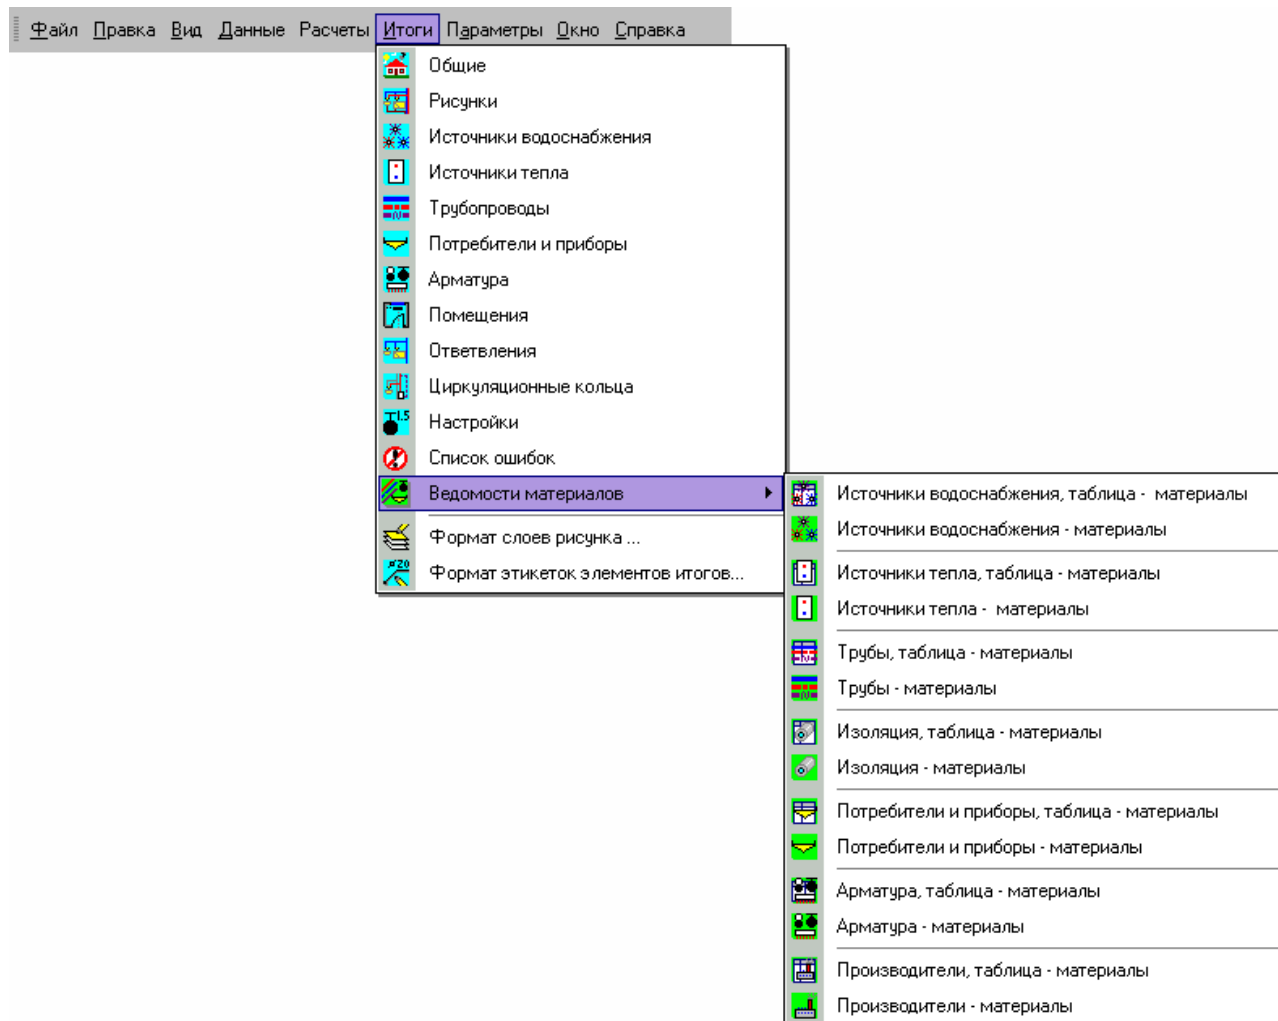 Файл Правка Вид Данные Расчеты Итоги Параметры Окно Справка
Общие
Рисунки
Источники водоснабжения
Источники тепла
Трубопроводы
Потребители и приборы
Арматура
Помещения
Ответвления
Циркуляционные кольца
Настройки
Список ошибок
Ведомости материалов
Формат слоев рисунка ...
Формат этикеток элементов итогов...
Источники водоснабжения, таблица - материалы
Источники водоснабжения - материалы
Источники тепла, таблица - материалы
Источники тепла - материалы
Трубы, таблица - материалы
Трубы - материалы
Изоляция, таблица - материалы
Изоляция - материалы
Потребители и приборы, таблица - материалы
Потребители и приборы - материалы
Арматура, таблица - материалы
Арматура - материалы
Производители, таблица - материалы
Производители - материалы